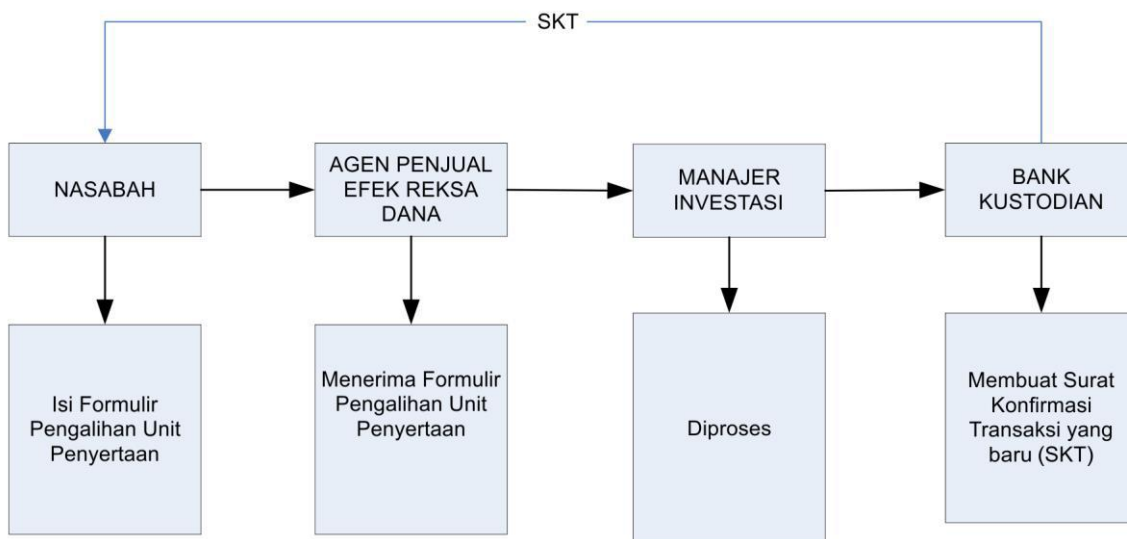 SKT
NASABAH
AGEN PENJUAL
EFEK REKSA
DANA
MANAJER
INVESTASI
BANK
KUSTODIAN
Isi Formulir
Pengalihan Unit
Penyertaan
Menerima Formulir
Pengalihan Unit
Penyertaan
Diproses
Membuat Surat
Konfirmasi
Transaksi yang
baru (SKT)